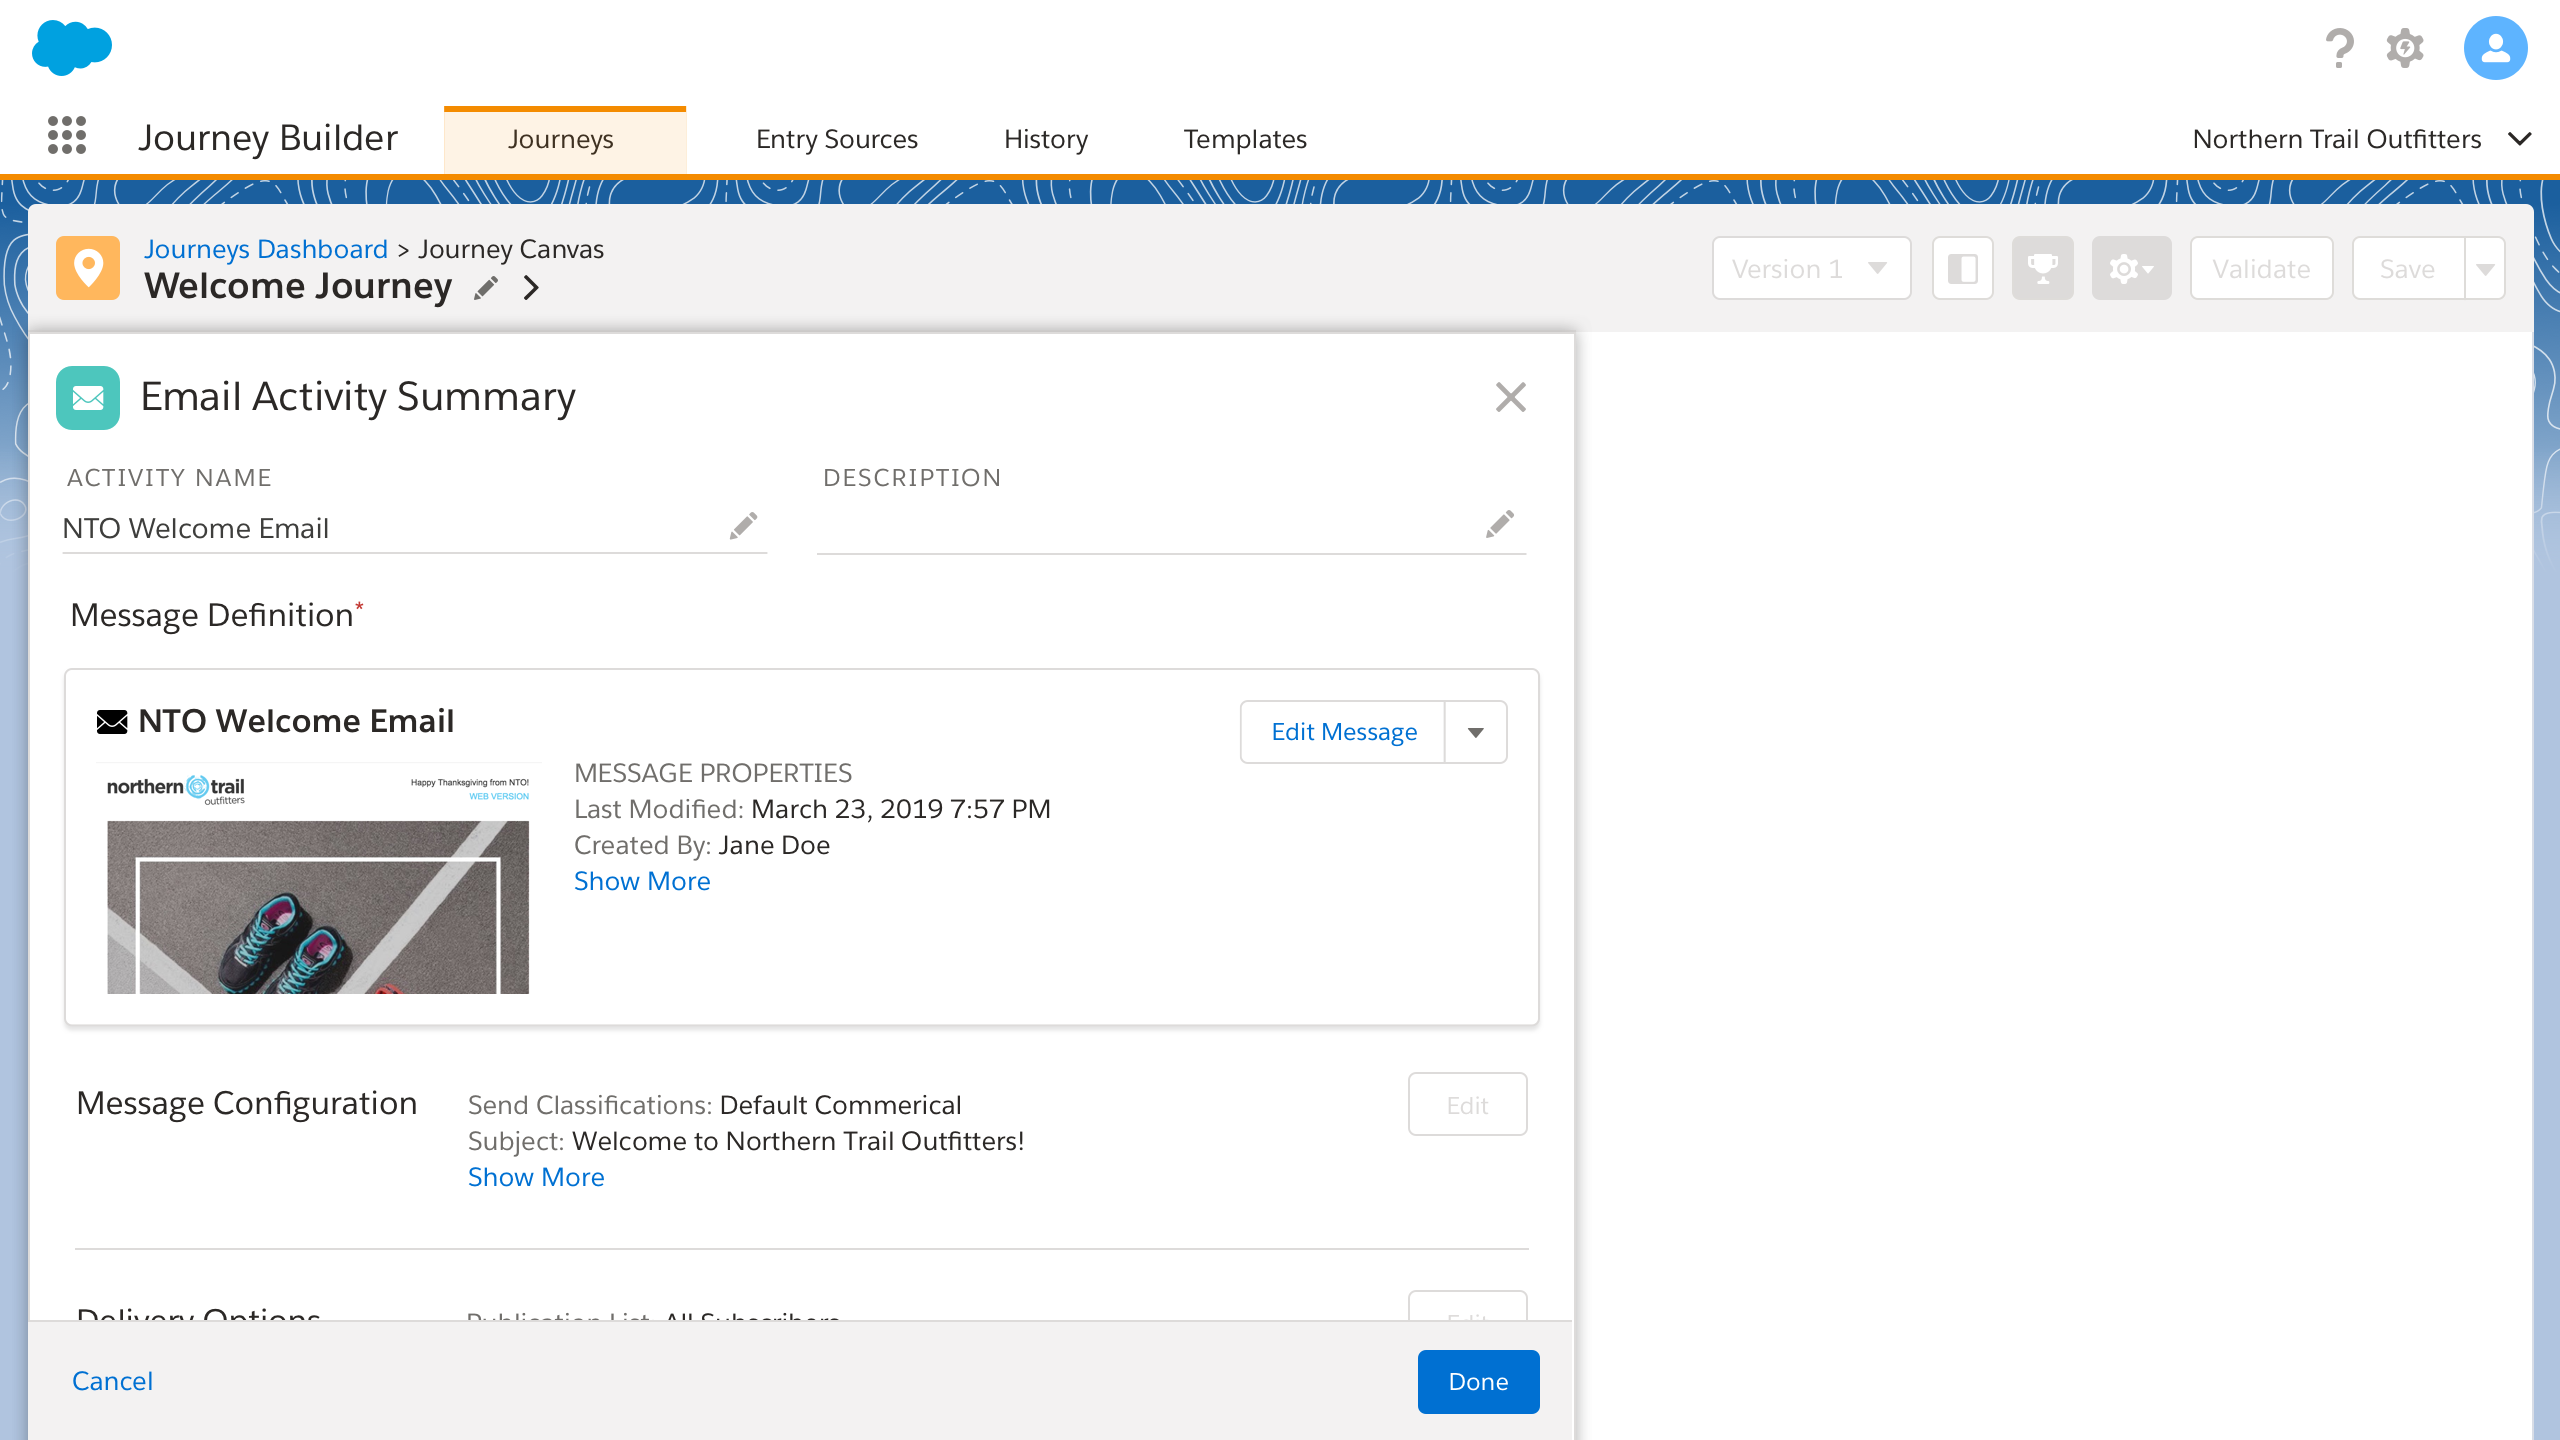 Journey Builder
Journeys
Entry Sources
History
Templates
Northern Trail Outfitters
Journeys Dashboard > Journey Canvas
Welcome Journey
Version 1
Validate
Save
Email Activity Summary
ACTIVITY NAME
DESCRIPTION
NTO Welcome Email
Message Definition*
NTO Welcome Email
Edit Message
northern trail
outfitters
Happy Thanksgiving from NTO!
WEB VERSION
MESSAGE PROPERTIES
Last Modified: March 23, 2019 7:57 PM
Created By: Jane Doe
Show More
Message Configuration
Send Classifications: Default Commerical
Subject: Welcome to Northern Trail Outfitters!
Show More
Edit
Delivery Options
Publication List: All Subscribers
Edit
Cancel
Done